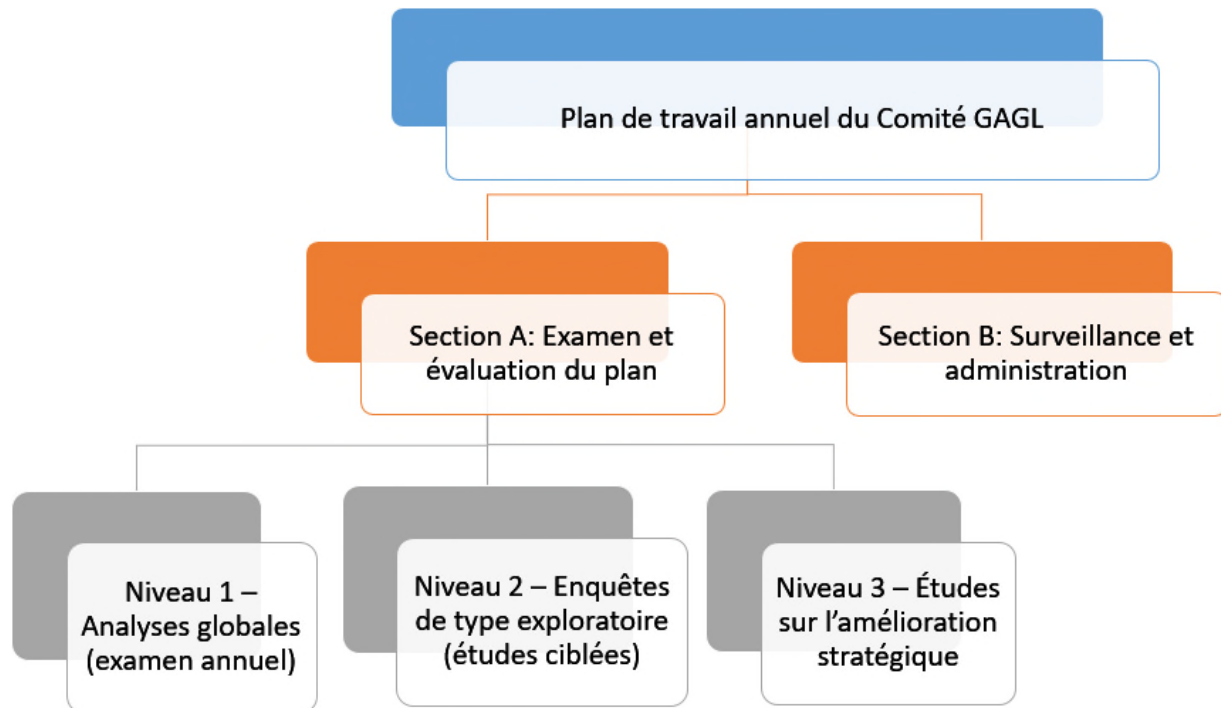 Plan de travail annuel du Comité GAGL
Section A: Examen et
évaluation du plan
Section B: Surveillance et
administration
Niveau 1 –
Analyses globales
(examen annuel)
Niveau 2 – Enquêtes
de type exploratoire
(études ciblées)
Niveau 3 – Études
sur l’amélioration
stratégique